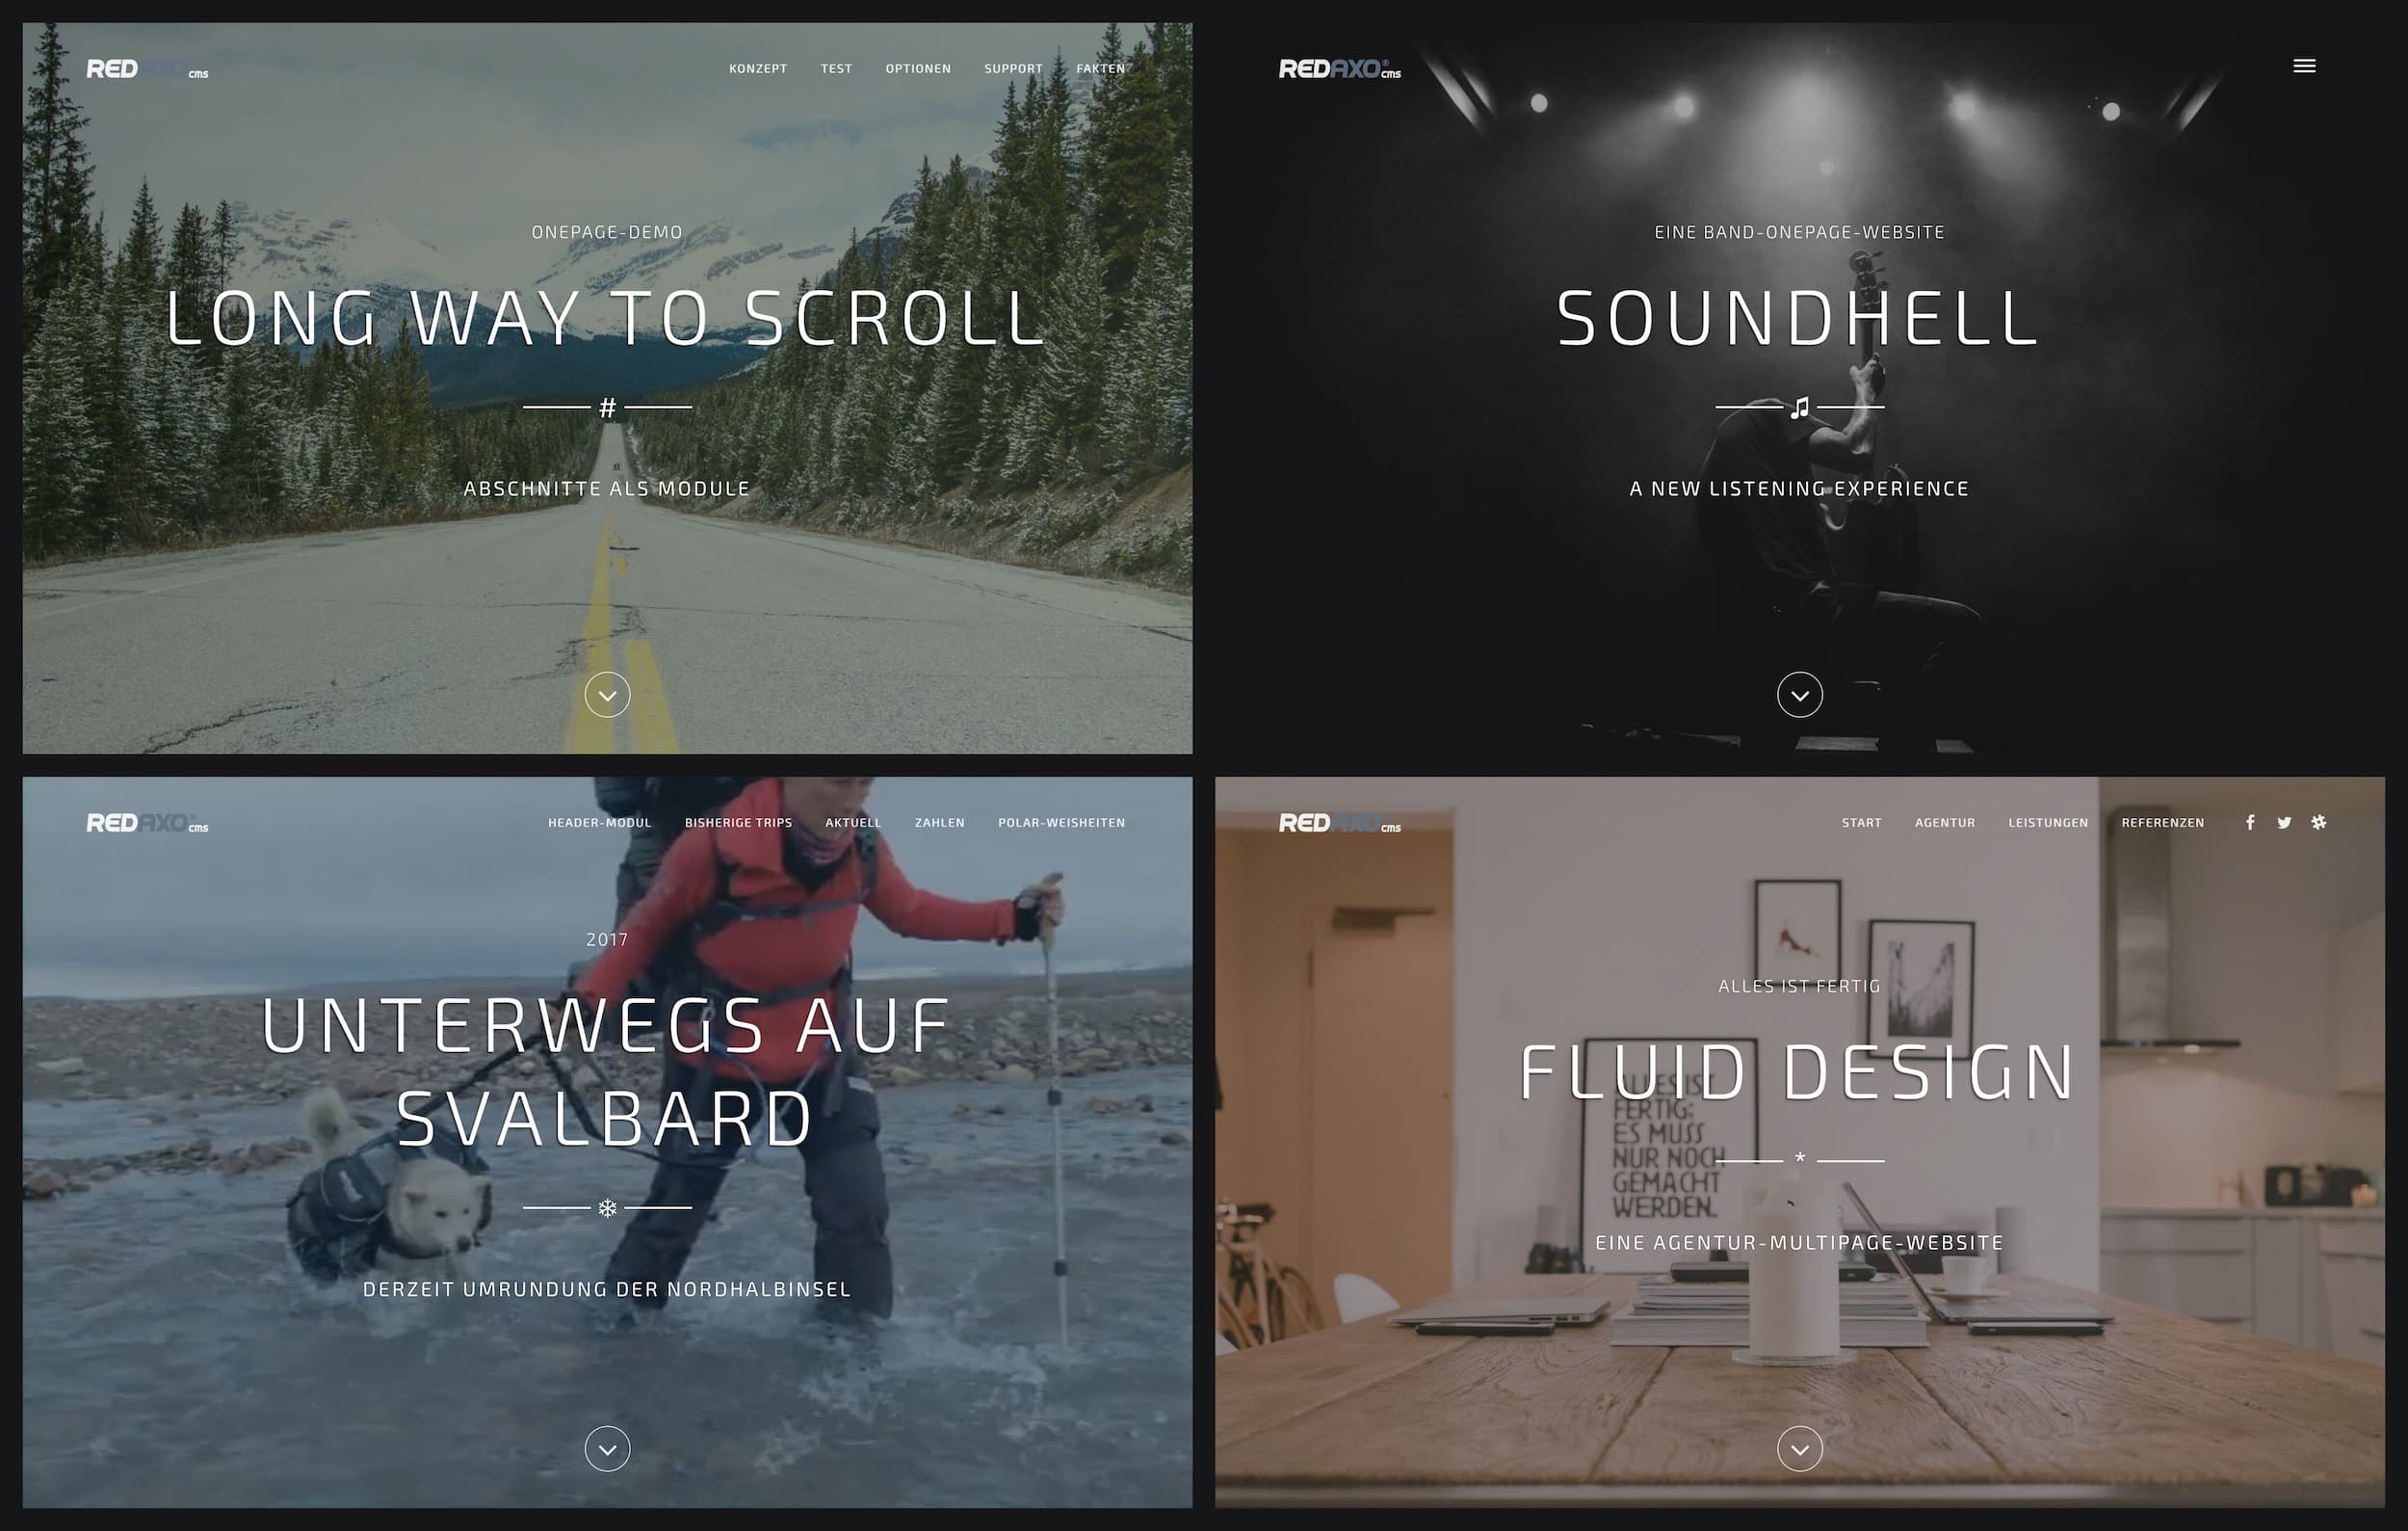 REDAXO cms
KONZEPT TEST OPTIONEN SUPPORT FAKTEN
ONEPAGE-DEMO
LONG WAY TO SCROLL
#
ABSCHNITTE ALS MODULE
REDAXO® cms
EINE BAND-ONEPAGE-WEBSITE
SOUNDHELL
A NEW LISTENING EXPERIENCE
REDAXO cms
HEADER-MODUL BISHERIGE TRIPS AKTUELL ZAHLEN POLAR-WEISHEITEN
2017
UNTERWEGS AUF
SVALBARD
DERZEIT UMRUNDUNG DER NORDHALBINSEL
REDAXO cms
START AGENTUR LEISTUNGEN REFERENZEN
ALLES IST FERTIG
FLUID DESIGN
*
EINE AGENTUR-MULTIPAGE-WEBSITE
ALLES IST
FERTIG:
ES MUSS
NUR NOCH
GEMACHT
WERDEN.